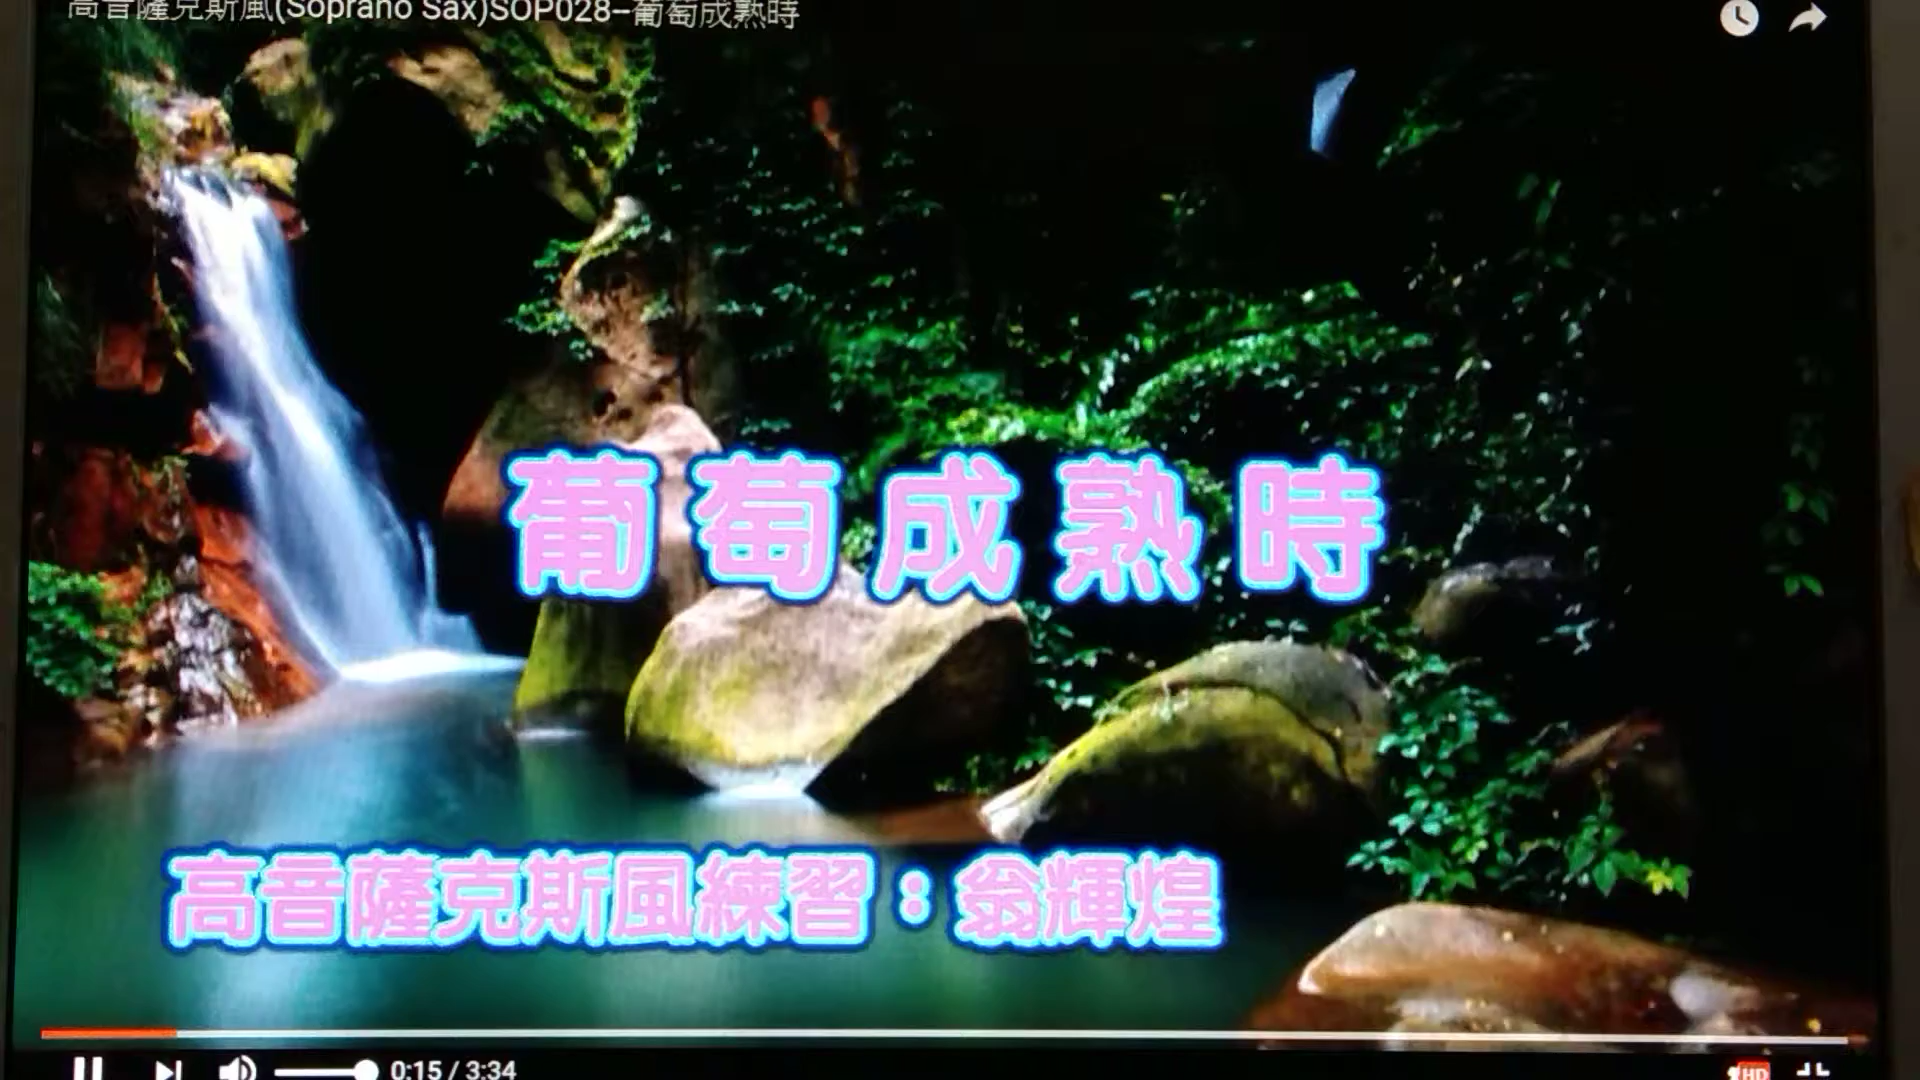 高音薩克斯風(Soprano Sax)SOP028--葡萄成熟時
葡萄成熟時
高音薩克斯風練習：翁輝煌
0:15 / 3:34
HD